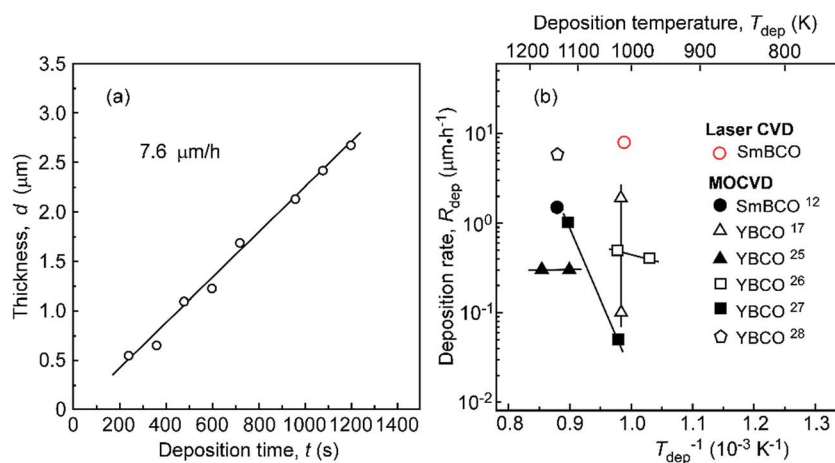 (a)
7.6 μm/h
Thickness, d (μm)
3.5
3.0
2.5
2.0
1.5
1.0
0.5
0
0 200 400 600 800 1000 1200 1400
Deposition time, t (s)
Deposition temperature, T_dep (K)
1200 1100 1000 900 800
(b)
Deposition rate, R_dep (μm•h⁻¹)
10¹
10⁰
10⁻¹
10⁻²
0.8 0.9 1.0 1.1 1.2 1.3
T_dep⁻¹ (10⁻³ K⁻¹)
Laser CVD
SmBCO
MOCVD
SmBCO ¹²
YBCO ¹⁷
YBCO ²⁵
YBCO ²⁶
YBCO ²⁷
YBCO ²⁸